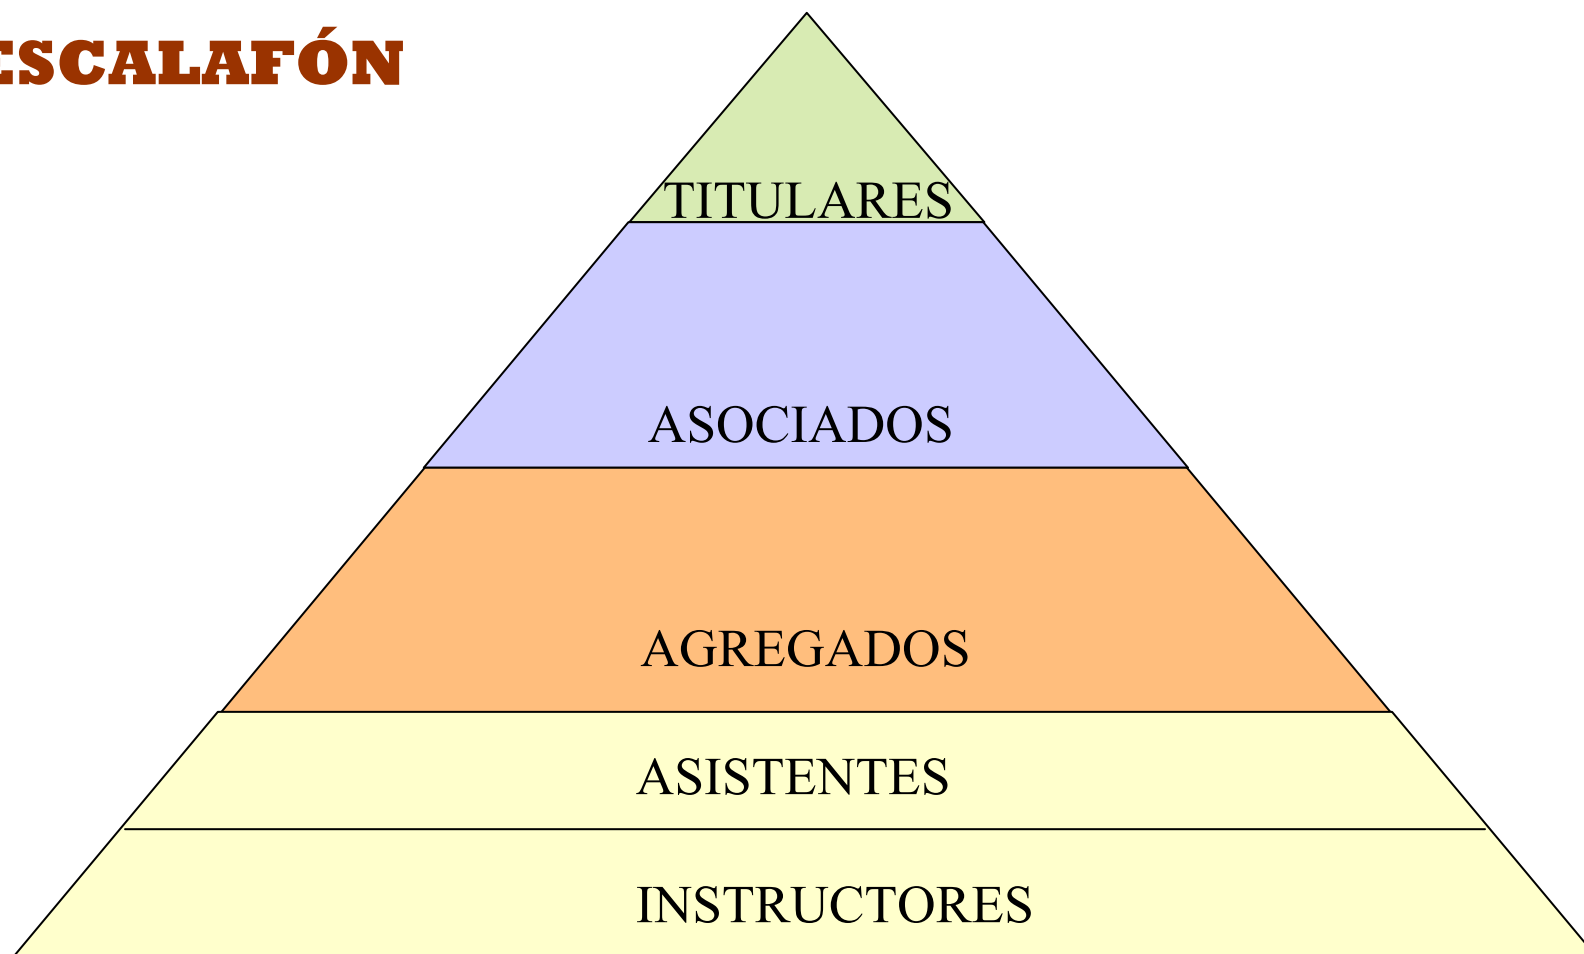 ESCALAFÓN
TITULARES
ASOCIADOS
AGREGADOS
ASISTENTES
INSTRUCTORES